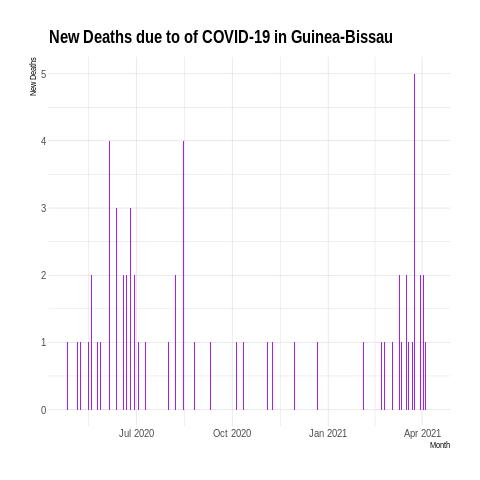 New Deaths due to of COVID-19 in Guinea-Bissau
New Deaths
5
4
3
2
1
0
Jul 2020 Oct 2020 Jan 2021 Apr 2021
Month